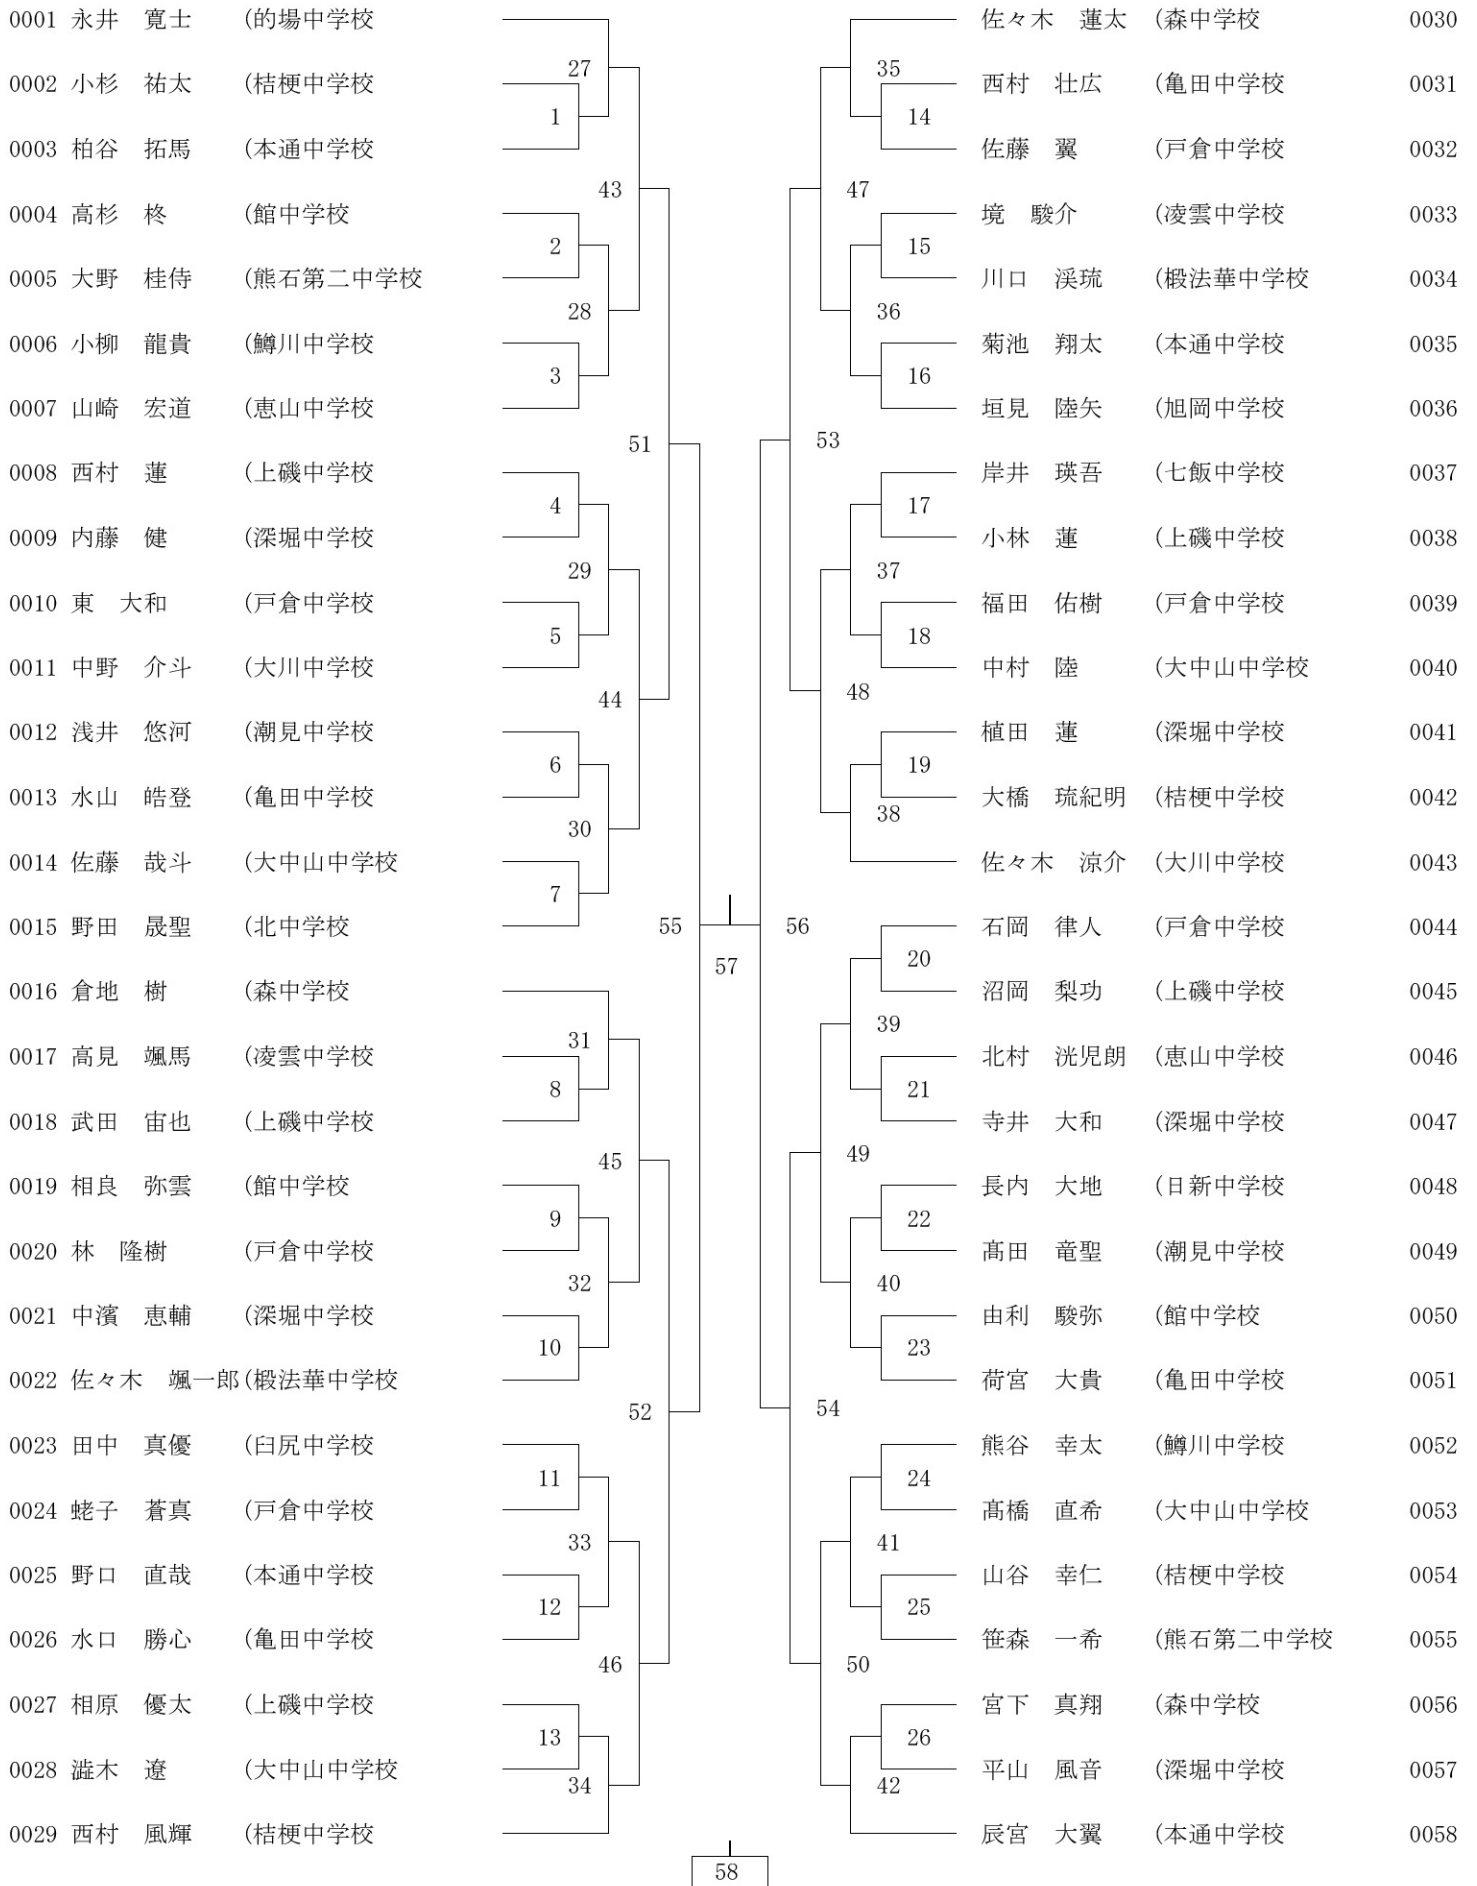 0001 永井　寛士　(的場中学校
27
0002 小杉　祐太　(桔梗中学校
1
0003 柏谷　拓馬　(本通中学校
43
0004 高杉　柊　(館中学校
2
0005 大野　桂侍　(熊石第二中学校
28
0006 小柳　龍貴　(鱒川中学校
3
0007 山崎　宏道　(恵山中学校
51
0008 西村　蓮　(上磯中学校
4
0009 内藤　健　(深堀中学校
29
0010 東　大和　(戸倉中学校
5
0011 中野　介斗　(大川中学校
44
0012 浅井　悠河　(潮見中学校
6
0013 水山　皓登　(亀田中学校
30
0014 佐藤　哉斗　(大中山中学校
7
0015 野田　晟聖　(北中学校
55
57
0016 倉地　樹　(森中学校
31
0017 高見　颯馬　(凌雲中学校
8
0018 武田　宙也　(上磯中学校
45
0019 相良　弥雲　(館中学校
9
0020 林　隆樹　(戸倉中学校
32
0021 中濱　恵輔　(深堀中学校
10
0022 佐々木　颯一郎(椴法華中学校
52
0023 田中　真優　(臼尻中学校
11
0024 蛯子　蒼真　(戸倉中学校
33
0025 野口　直哉　(本通中学校
12
0026 水口　勝心　(亀田中学校
46
0027 相原　優太　(上磯中学校
13
0028 澁木　遼　(大中山中学校
34
0029 西村　風輝　(桔梗中学校
佐々木　蓮太　(森中学校　0030
35
西村　壮広　(亀田中学校　0031
14
佐藤　翼　(戸倉中学校　0032
47
境　駿介　(凌雲中学校　0033
15
川口　渓琉　(椴法華中学校　0034
36
菊池　翔太　(本通中学校　0035
16
垣見　陸矢　(旭岡中学校　0036
53
岸井　瑛吾　(七飯中学校　0037
17
小林　蓮　(上磯中学校　0038
37
福田　佑樹　(戸倉中学校　0039
18
中村　陸　(大中山中学校　0040
48
植田　蓮　(深堀中学校　0041
19
大橋　琉紀明　(桔梗中学校　0042
38
佐々木　涼介　(大川中学校　0043
56
石岡　律人　(戸倉中学校　0044
20
沼岡　梨功　(上磯中学校　0045
39
北村　洸児朗　(恵山中学校　0046
21
寺井　大和　(深堀中学校　0047
49
長内　大地　(日新中学校　0048
22
髙田　竜聖　(潮見中学校　0049
40
由利　駿弥　(館中学校　0050
23
荷宮　大貴　(亀田中学校　0051
54
熊谷　幸太　(鱒川中学校　0052
24
髙橋　直希　(大中山中学校　0053
41
山谷　幸仁　(桔梗中学校　0054
25
笹森　一希　(熊石第二中学校　0055
50
宮下　真翔　(森中学校　0056
26
平山　風音　(深堀中学校　0057
42
辰宮　大翼　(本通中学校　0058
58